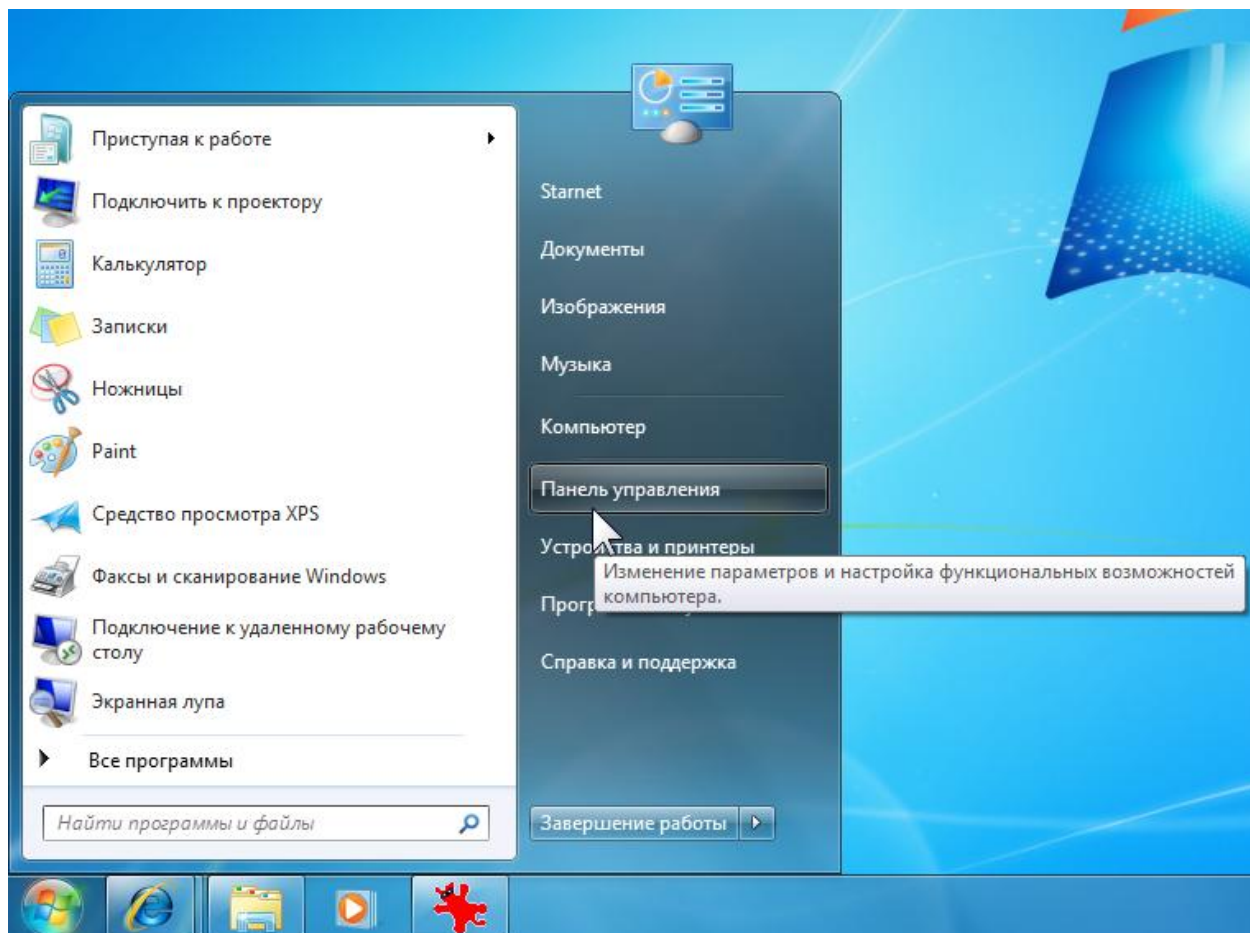 Приступая к работе
Подключить к проектору
Калькулятор
Записки
Ножницы
Paint
Средство просмотра XPS
Факсы и сканирование Windows
Подключение к удаленному рабочему
столу
Экранная лупа
Все программы
Найти программы и файлы
Starnet
Документы
Изображения
Музыка
Компьютер
Панель управления
и принтеры
Изменение параметров и настройка функциональных возможностей
компьютера.
Справка и поддержка
Завершение работы